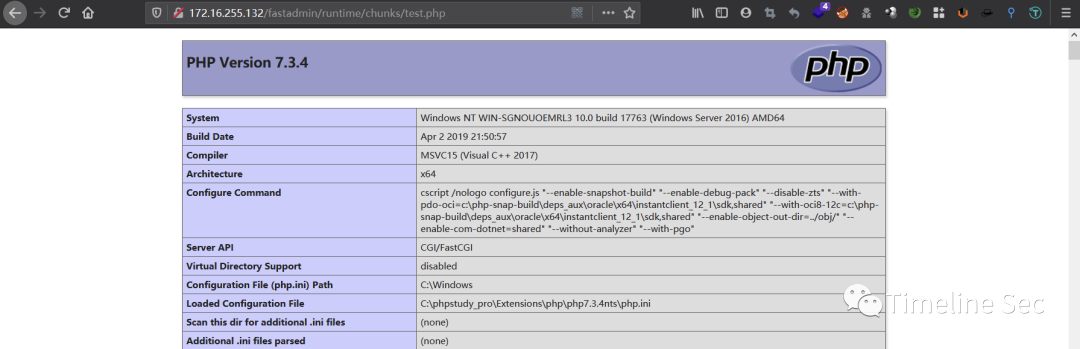 172.16.255.132/fastadmin/runtime/chunks/test.php
4
PHP Version 7.3.4
php
System Windows NT WIN-SGNOUOEMRL3 10.0 build 17763 (Windows Server 2016) AMD64
Build Date Apr 2 2019 21:50:57
Compiler MSVC15 (Visual C++ 2017)
Architecture x64
Configure Command cscript /nologo configure.js "--enable-snapshot-build" "--enable-debug-pack" "--disable-zts" "--with-
pdo-oci=c:\php-snap-build\deps_aux\oracle\x64\instantclient_12_1\sdk,shared" "--with-oci8-12c=c:\php-
snap-build\deps_aux\oracle\x64\instantclient_12_1\sdk,shared" "--enable-object-out-dir=../obj/" "--
enable-com-dotnet=shared" "--without-analyzer" "--with-pgo"
Server API CGI/FastCGI
Virtual Directory Support disabled
Configuration File (php.ini) Path C:\Windows
Loaded Configuration File C:\phpstudy_pro\Extensions\php\php7.3.4nts\php.ini
Scan this dir for additional .ini files (none)
Additional .ini files parsed (none)
Timeline Sec